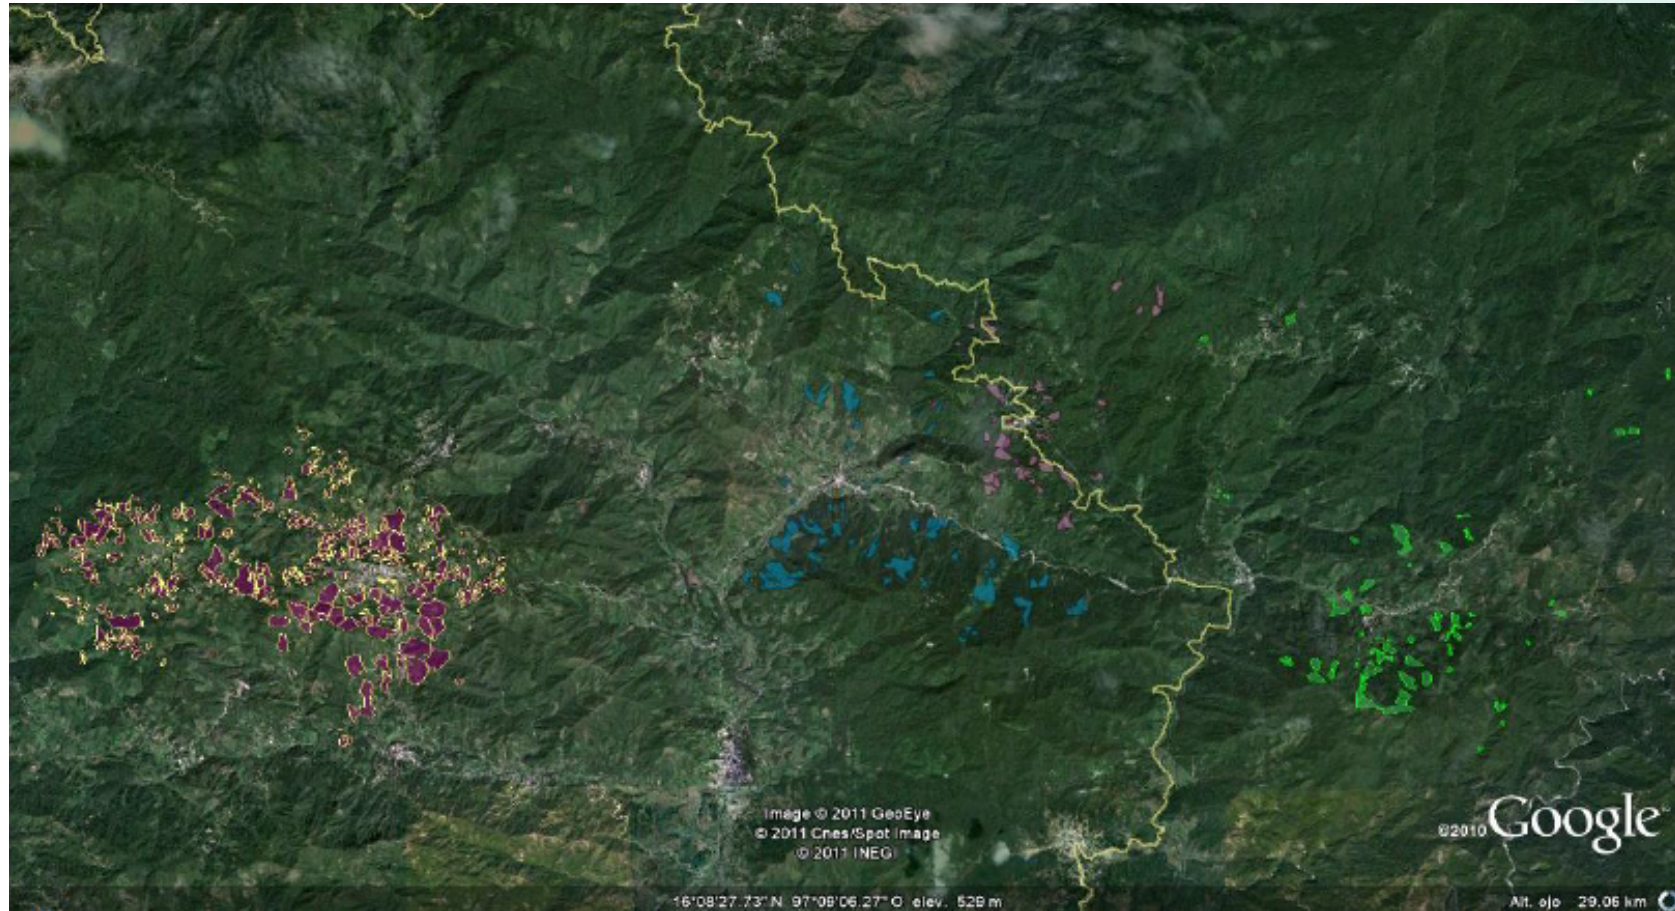 Image © 2011 GeoEye
© 2011 Cnes/Spot Image
© 2011 INEGI
©2010 Google
16°08'27.73" N 97°09'06.27" O elev. 529 m
Alt. ojo 29.06 km